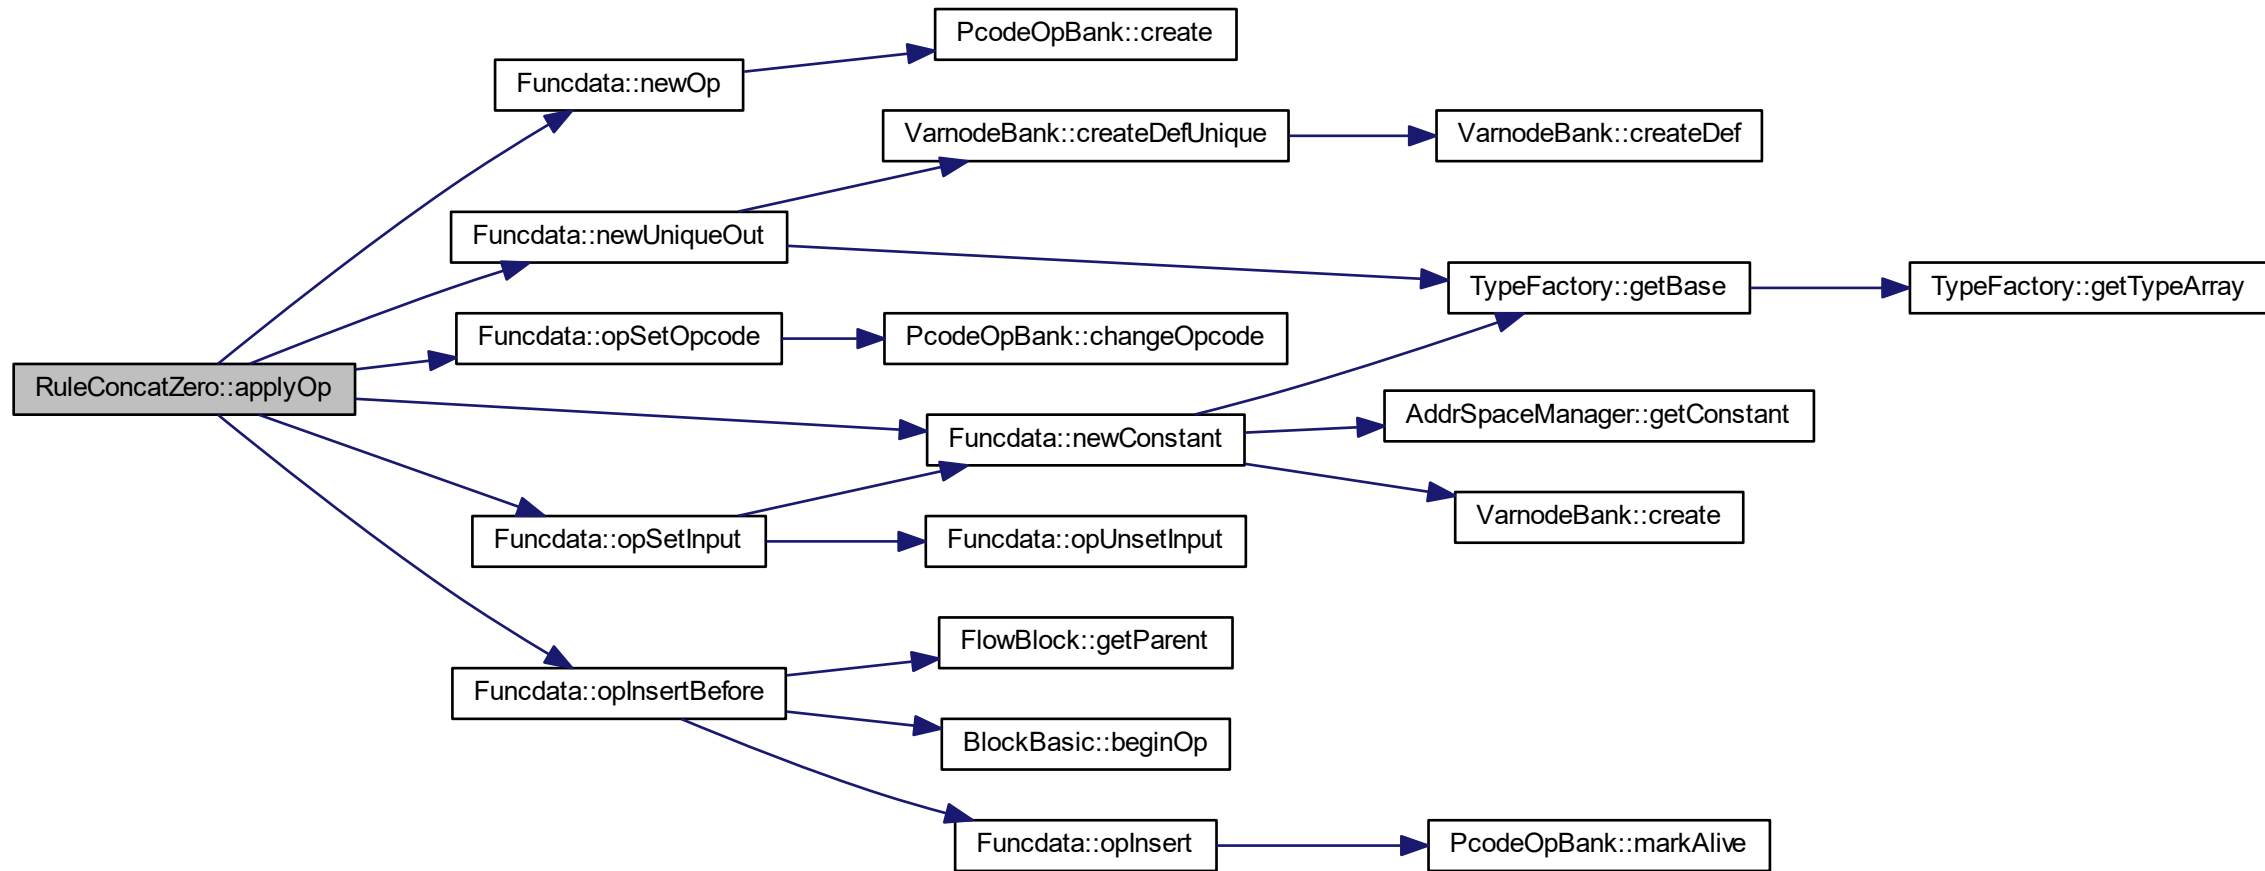 PcodeOpBank::create
Funcdata::newOp
VarnodeBank::createDefUnique
VarnodeBank::createDef
Funcdata::newUniqueOut
TypeFactory::getBase
TypeFactory::getTypeArray
Funcdata::opSetOpcode
PcodeOpBank::changeOpcode
RuleConcatZero::applyOp
AddrSpaceManager::getConstant
Funcdata::newConstant
VarnodeBank::create
Funcdata::opSetInput
Funcdata::opUnsetInput
FlowBlock::getParent
Funcdata::opInsertBefore
BlockBasic::beginOp
Funcdata::opInsert
PcodeOpBank::markAlive